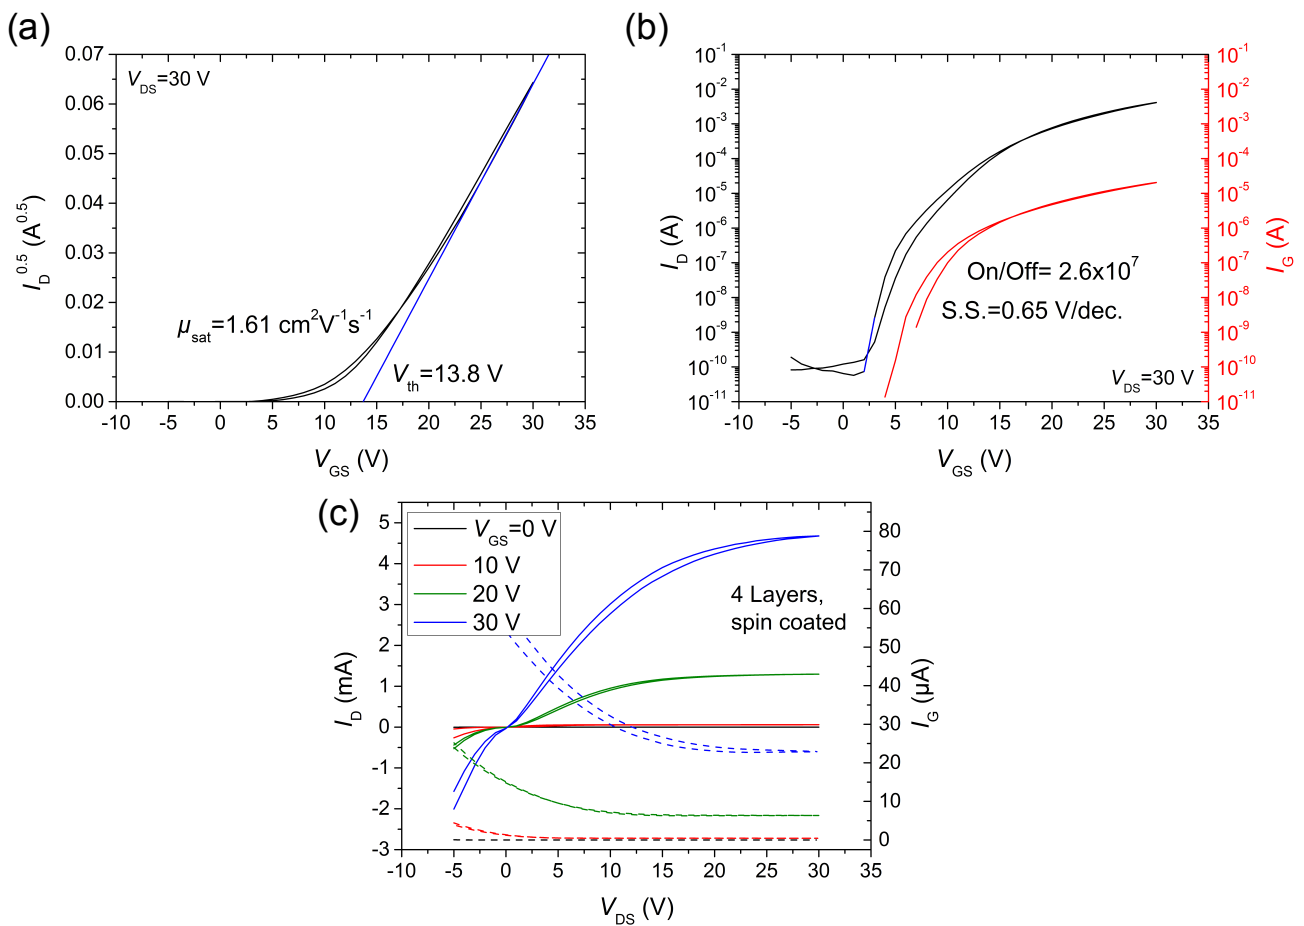 (a)
V_DS=30 V
0.07
0.06
0.05
0.04
0.03
0.02
0.01
0.00
I_D^0.5 (A^0.5)
μ_sat=1.61 cm²V⁻¹s⁻¹
V_th=13.8 V
-10 -5 0 5 10 15 20 25 30 35
V_GS (V)
(b)
10⁻¹
10⁻²
10⁻³
10⁻⁴
10⁻⁵
10⁻⁶
10⁻⁷
10⁻⁸
10⁻⁹
10⁻¹⁰
10⁻¹¹
I_D (A)
On/Off= 2.6x10⁷
S.S.=0.65 V/dec.
V_DS=30 V
10⁻¹
10⁻²
10⁻³
10⁻⁴
10⁻⁵
10⁻⁶
10⁻⁷
10⁻⁸
10⁻⁹
10⁻¹⁰
10⁻¹¹
I_G (A)
-10 -5 0 5 10 15 20 25 30 35
V_GS (V)
(c)
5
4
3
2
1
0
-1
-2
-3
I_D (mA)
V_GS=0 V
10 V
20 V
30 V
4 Layers,
spin coated
80
70
60
50
40
30
20
10
0
I_G (μA)
-10 -5 0 5 10 15 20 25 30 35
V_DS (V)